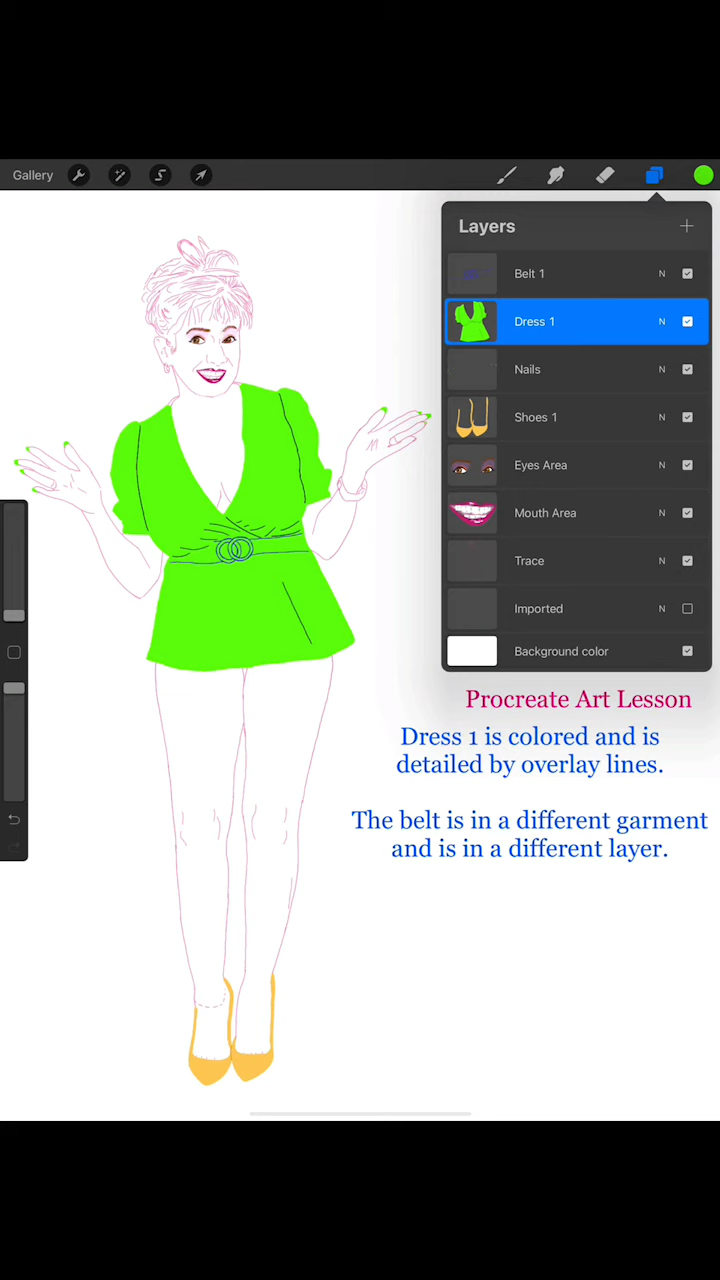 Gallery
Layers
Belt 1 N
Dress 1 N
Nails N
Shoes 1 N
Eyes Area N
Mouth Area N
Trace N
Imported N
Background color
Procreate Art Lesson
Dress 1 is colored and is
detailed by overlay lines.
The belt is in a different garment
and is in a different layer.